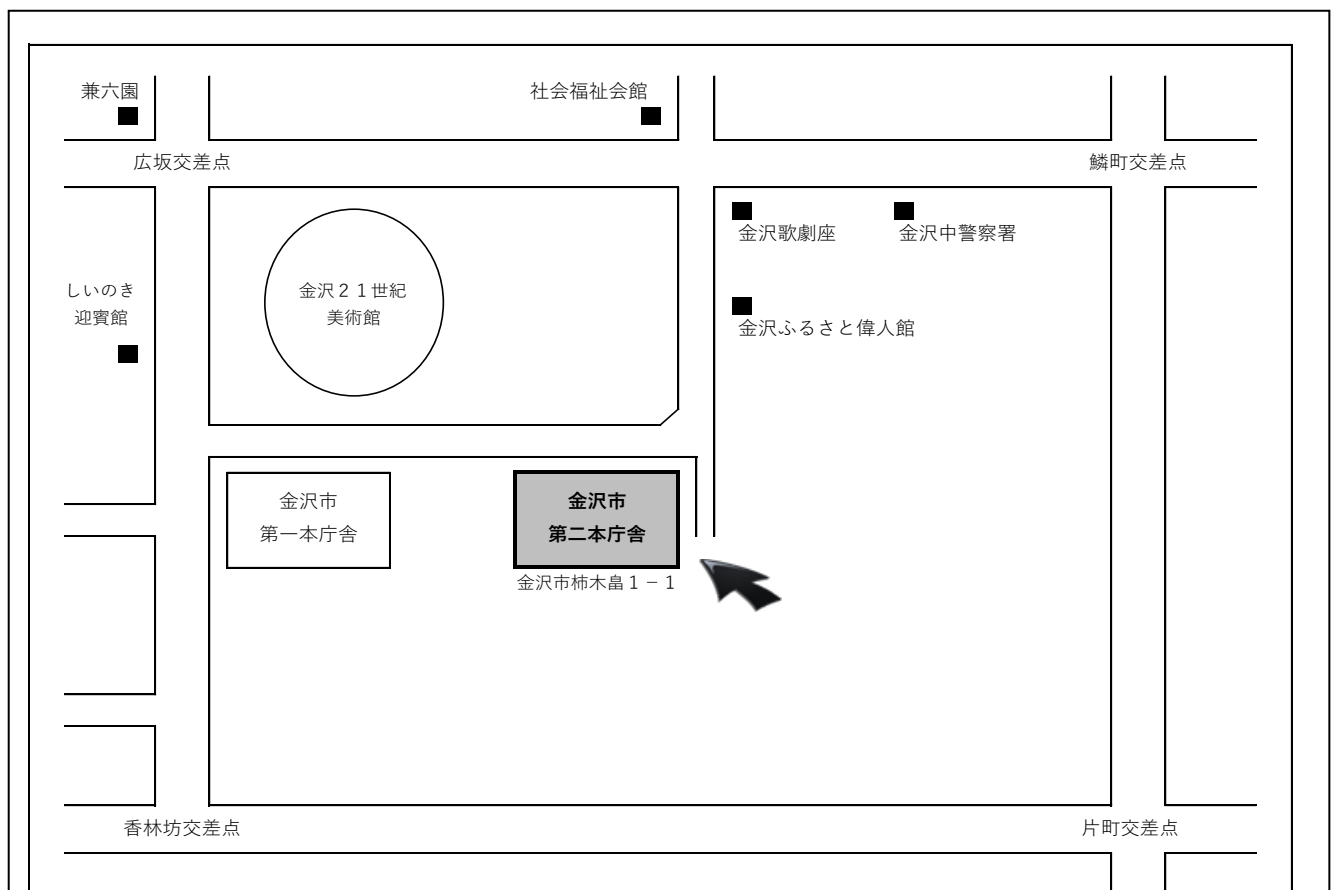 兼六園
社会福祉会館
広坂交差点
鱗町交差点
金沢歌劇座
金沢中警察署
しいのき
迎賓館
金沢２１世紀
美術館
金沢ふるさと偉人館
金沢市
第一本庁舎
金沢市
第二本庁舎
金沢市柿木畠１－１
香林坊交差点
片町交差点